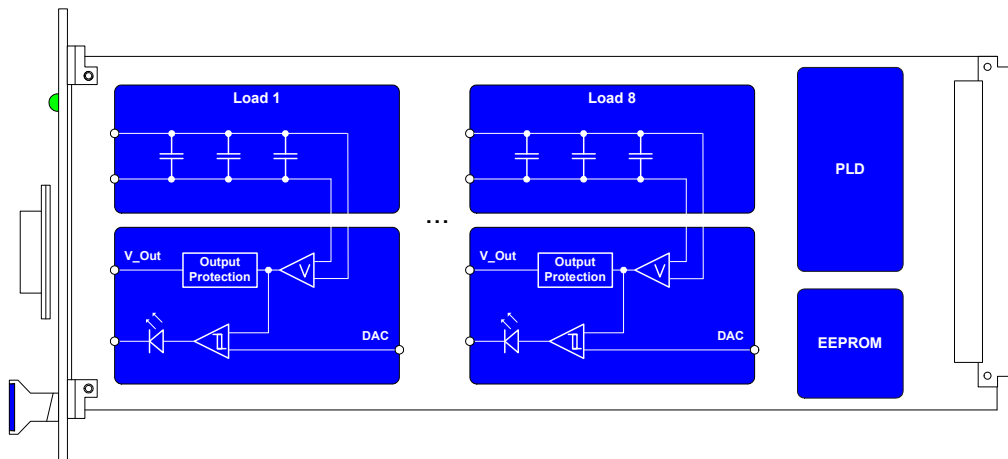 Load 1
Load 8
PLD
...
V_Out
Output
Protection
V
DAC
V_Out
Output
Protection
V
DAC
EEPROM